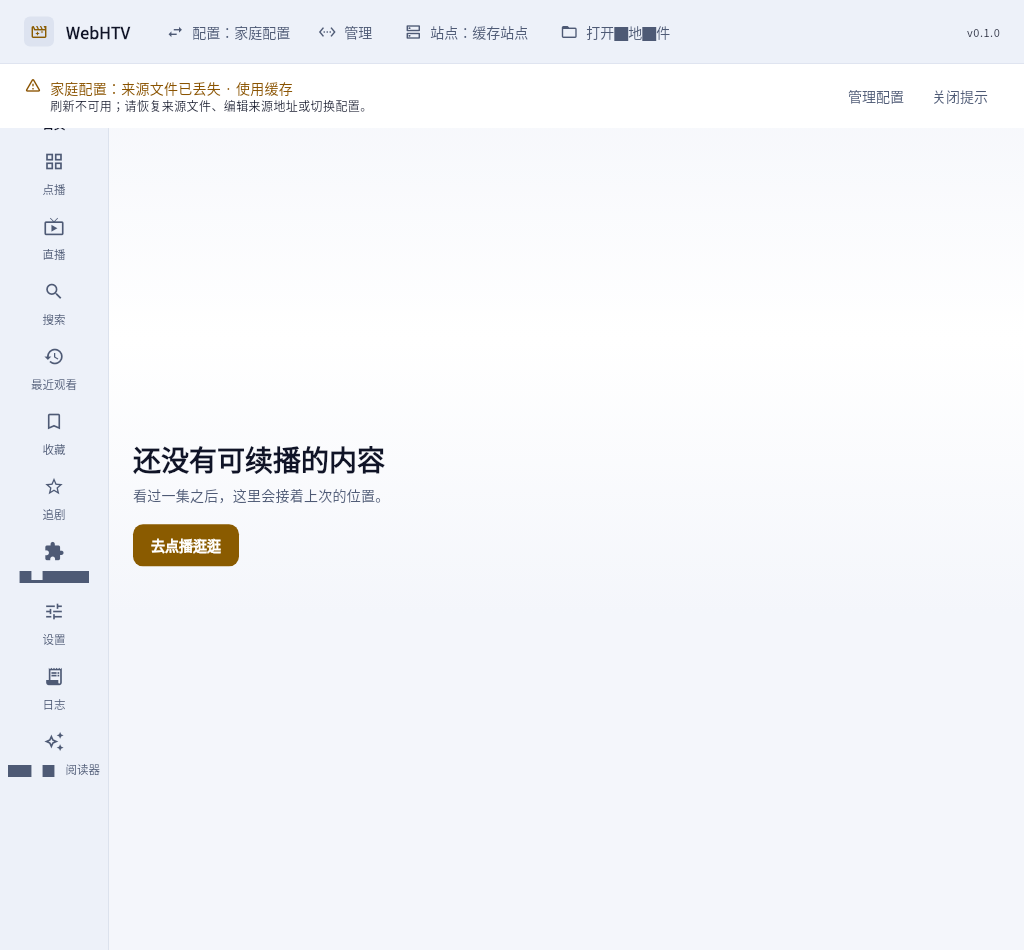 WebHTV
配置：家庭配置
管理
站点：缓存站点
打开 地 件
v0.1.0
家庭配置：来源文件已丢失 · 使用缓存
刷新不可用；请恢复来源文件、编辑来源地址或切换配置。
管理配置
关闭提示
点播
直播
搜索
最近观看
收藏
追剧
设置
日志
阅读器
还没有可续播的内容
看过一集之后，这里会接着上次的位置。
去点播逛逛